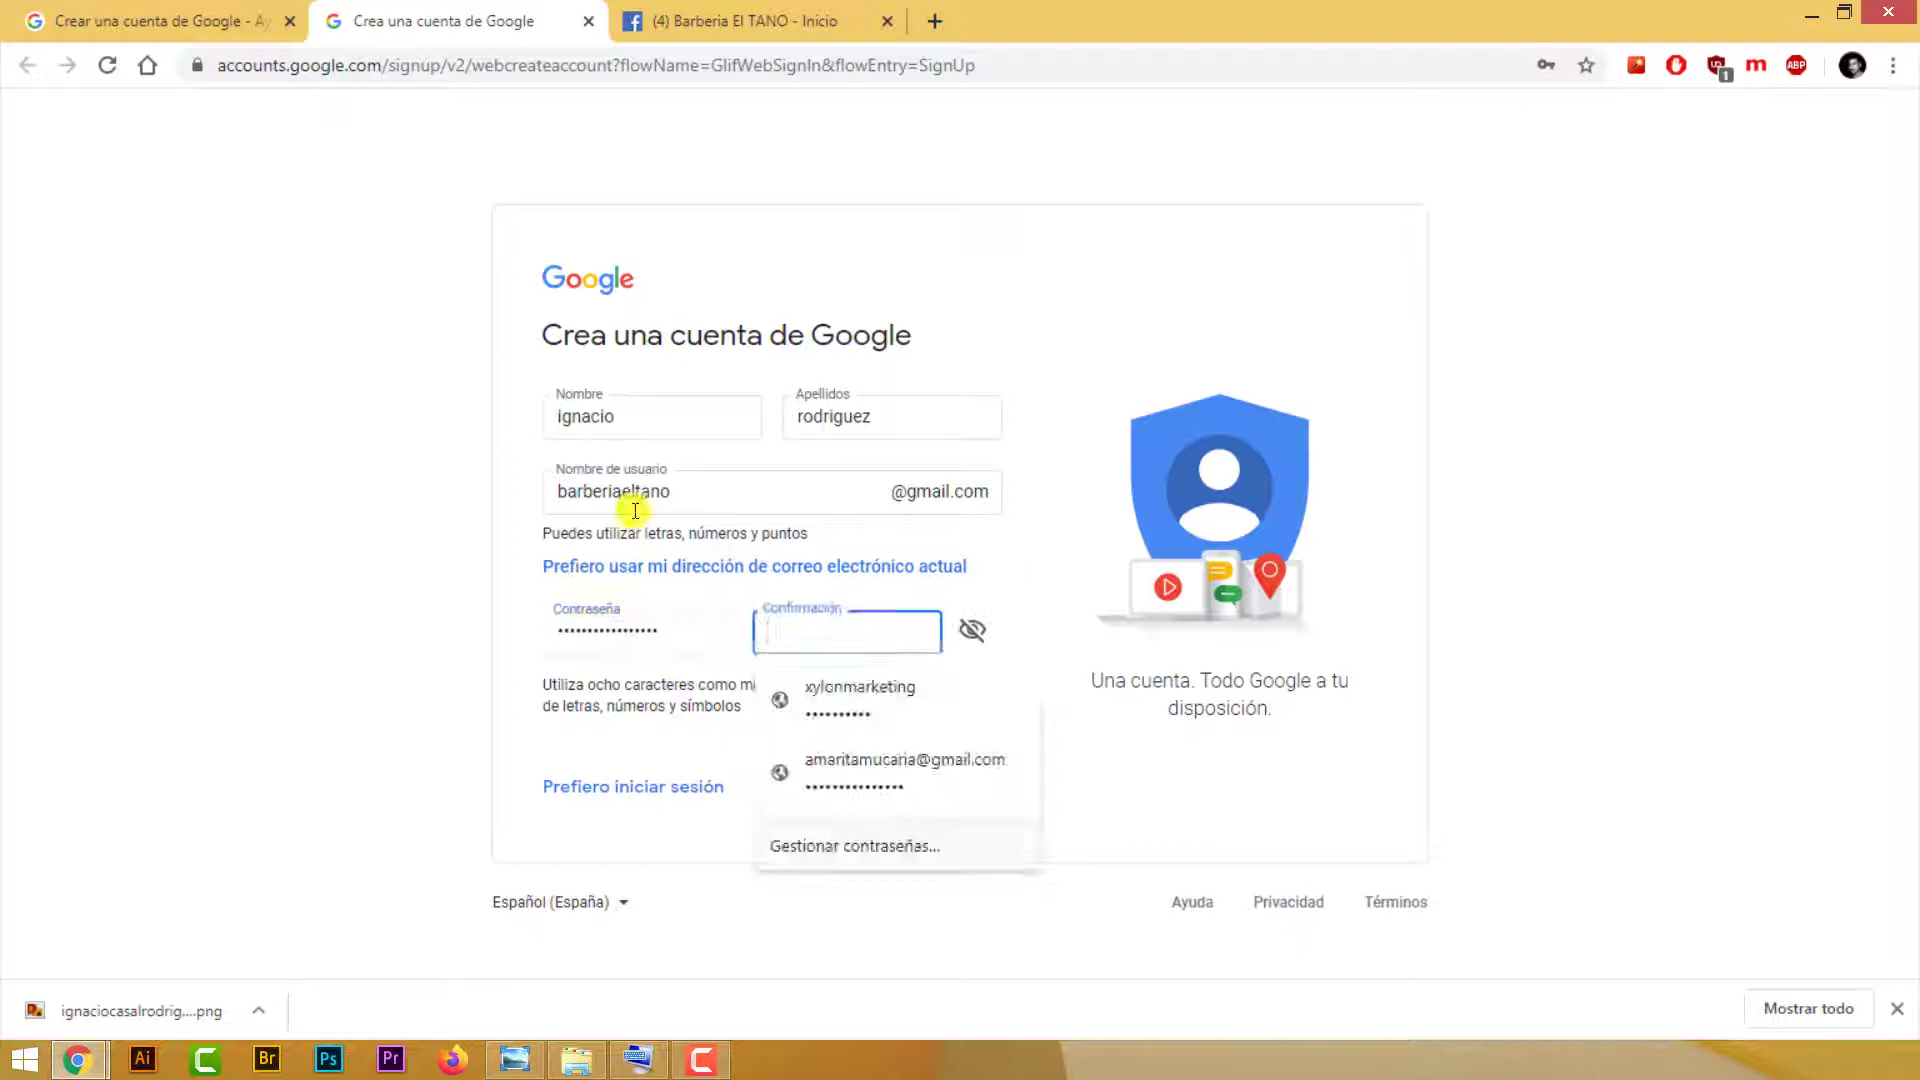 Crear una cuenta de Google - Ay
Crea una cuenta de Google
(4) Barberia El TANO - Inicio
accounts.google.com/signup/v2/webcreateaccount?flowName=GlifWebSignIn&flowEntry=SignUp
1
m
ABP
Google
Crea una cuenta de Google
Nombre
Apellidos
ignacio
rodriguez
Nombre de usuario
barberiaeltano
@gmail.com
Puedes utilizar letras, números y puntos
Prefiero usar mi dirección de correo electrónico actual
Contraseña
Confirmación
••••••••••••••••
Utiliza ocho caracteres como mí
de letras, números y símbolos
xylonmarketing
••••••••••
amaritamucaria@gmail.com
•••••••••••••••
Prefiero iniciar sesión
Gestionar contraseñas...
Una cuenta. Todo Google a tu
disposición.
Español (España)
Ayuda
Privacidad
Términos
ignaciocasalrodrig....png
Mostrar todo
Ai
Br
Ps
Pr